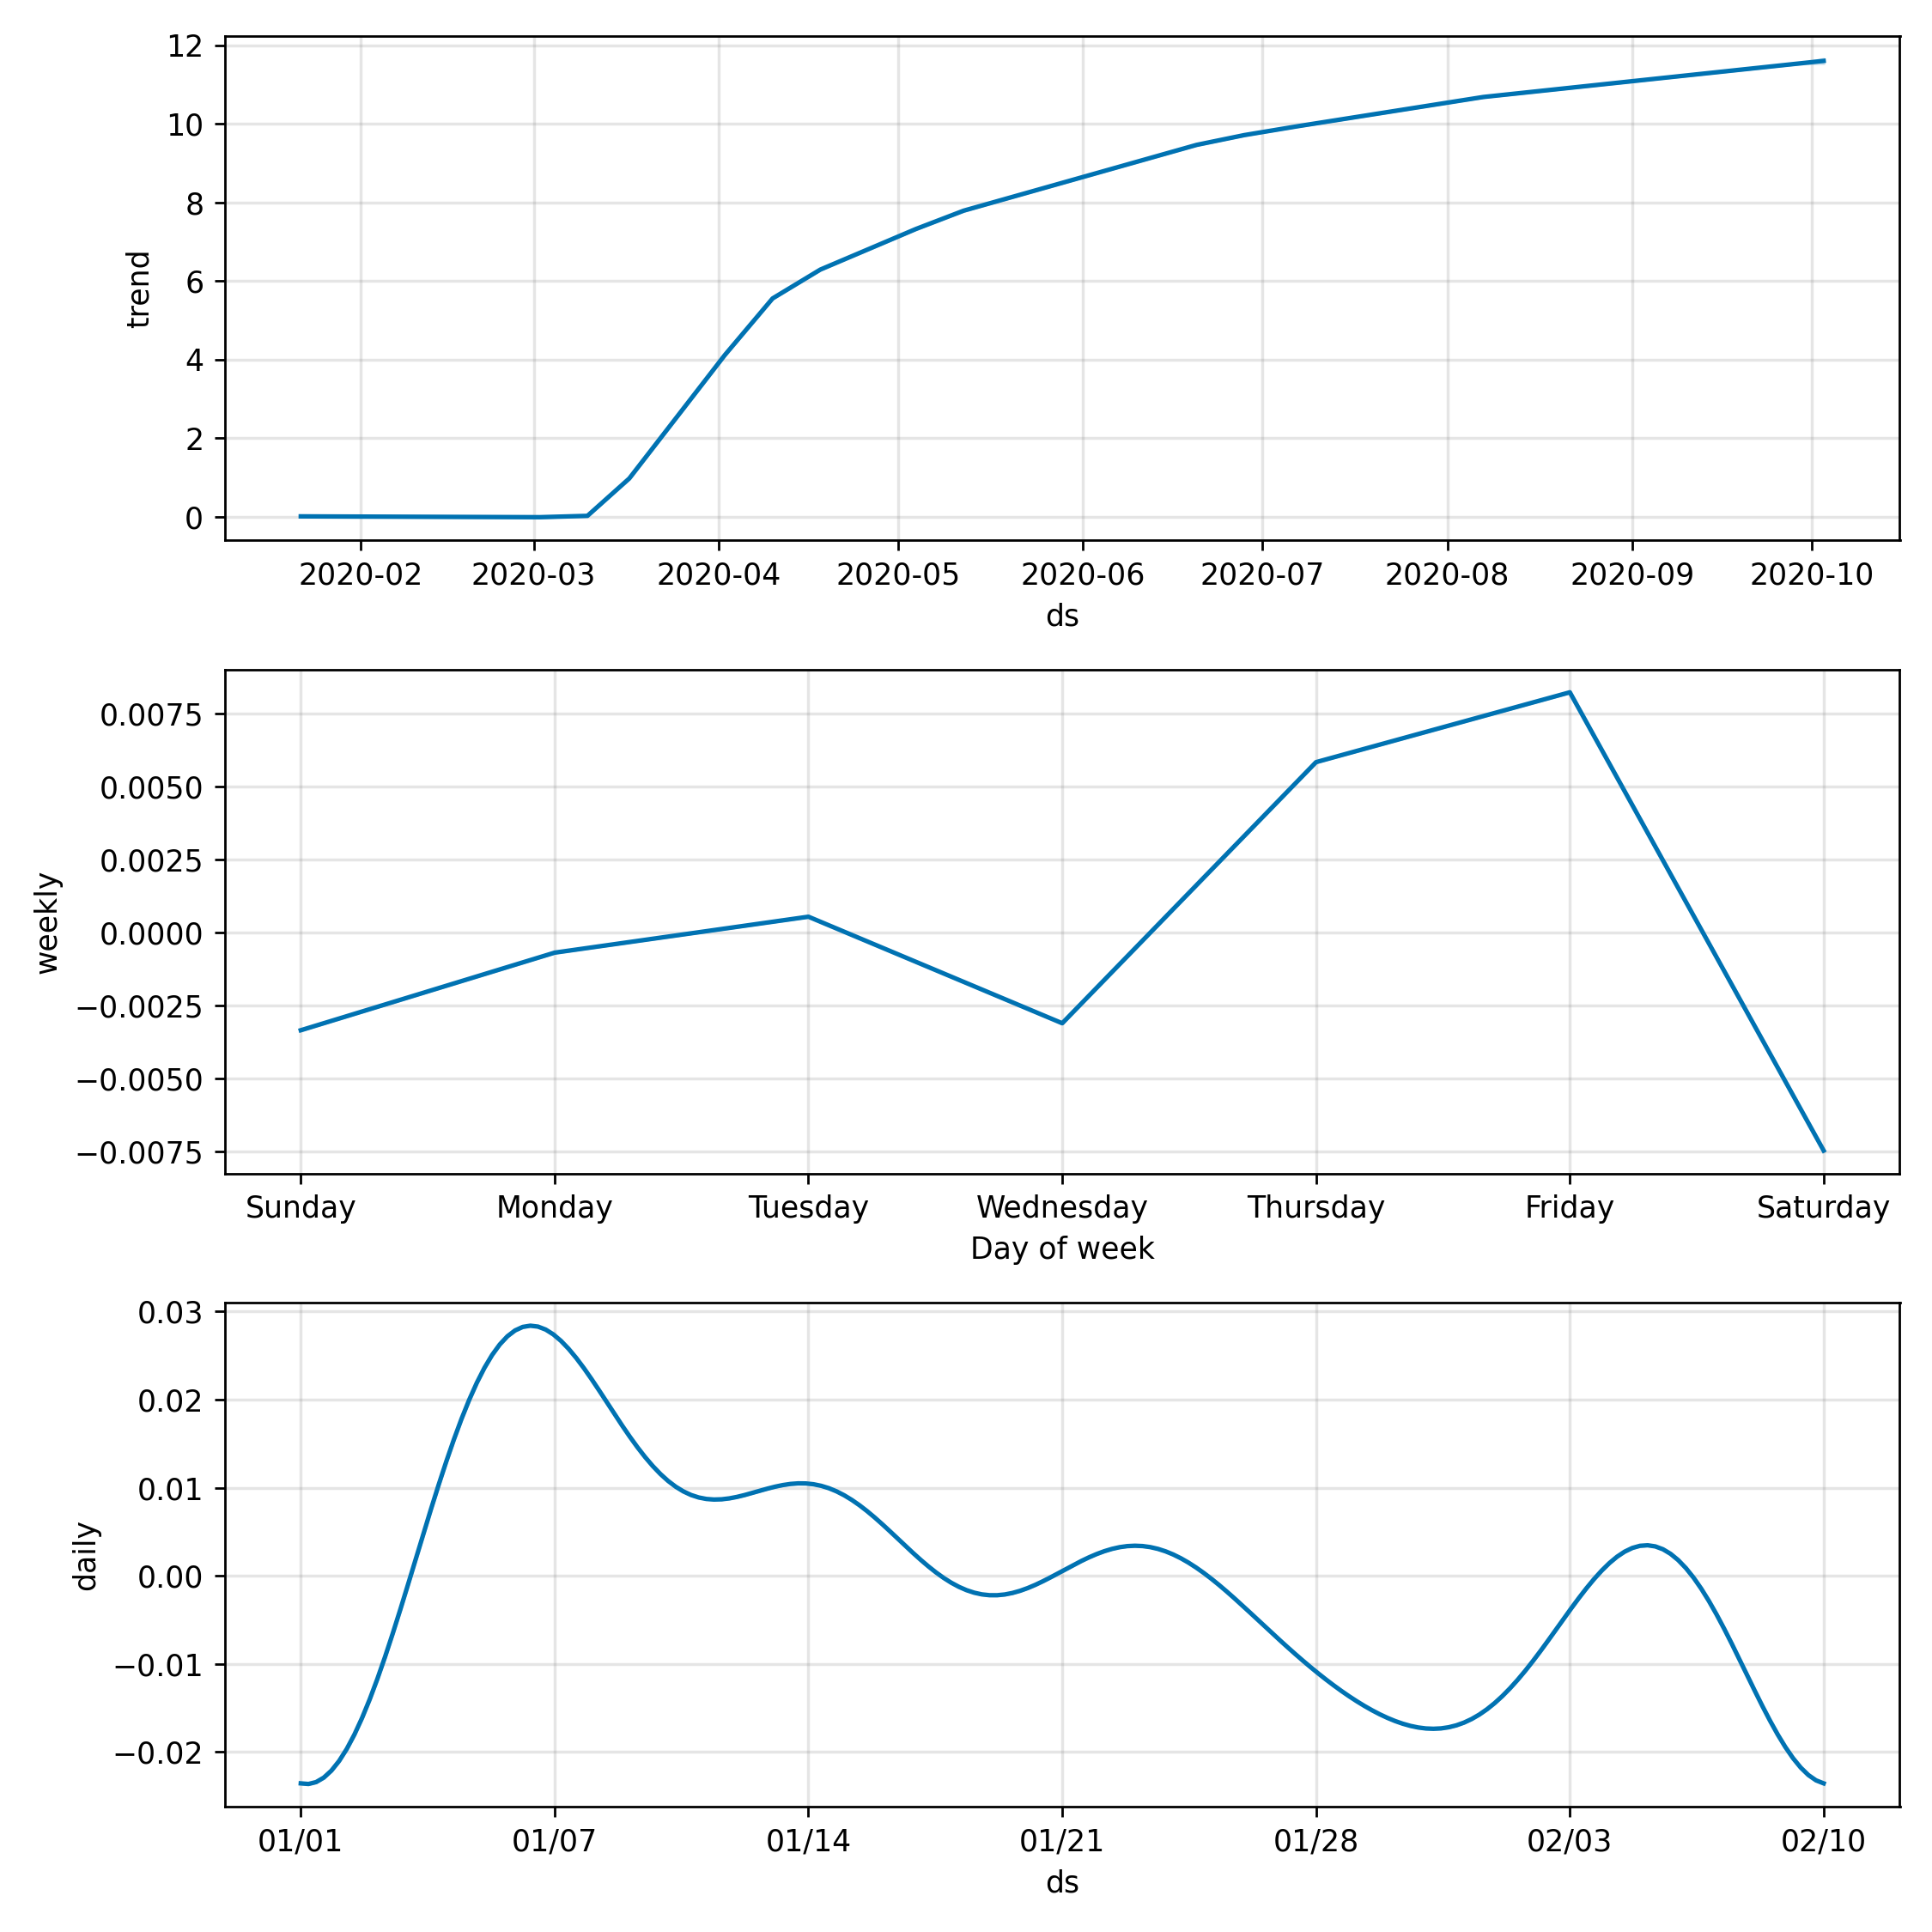 12
10
8
6
4
2
0
trend
2020-02 2020-03 2020-04 2020-05 2020-06 2020-07 2020-08 2020-09 2020-10
ds
0.0075
0.0050
0.0025
0.0000
−0.0025
−0.0050
−0.0075
weekly
Sunday Monday Tuesday Wednesday Thursday Friday Saturday
Day of week
0.03
0.02
0.01
0.00
−0.01
−0.02
daily
01/01 01/07 01/14 01/21 01/28 02/03 02/10
ds